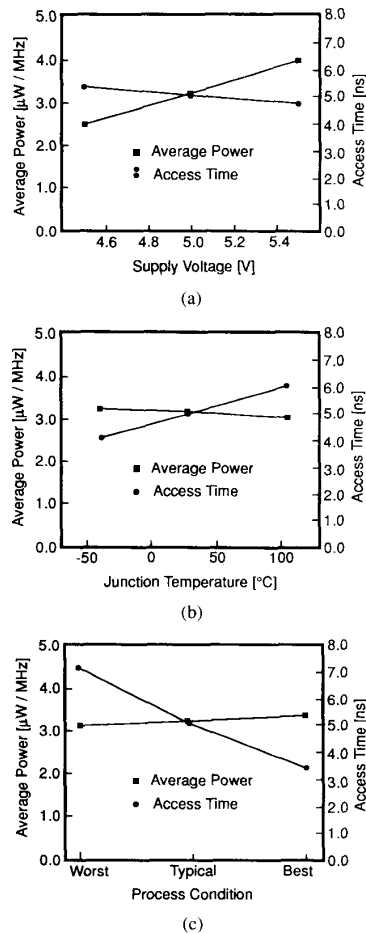 5.0
4.0
3.0
2.0
1.0
0.0
Average Power [μW / MHz]
8.0
7.0
6.0
5.0
4.0
3.0
2.0
1.0
0.0
Access Time [ns]
Average Power
Access Time
4.6 4.8 5.0 5.2 5.4
Supply Voltage [V]
(a)
5.0
4.0
3.0
2.0
1.0
0.0
Average Power [μW / MHz]
8.0
7.0
6.0
5.0
4.0
3.0
2.0
1.0
0.0
Access Time [ns]
Average Power
Access Time
-50 0 50 100
Junction Temperature [°C]
(b)
5.0
4.0
3.0
2.0
1.0
0.0
Average Power [μW / MHz]
8.0
7.0
6.0
5.0
4.0
3.0
2.0
1.0
0.0
Access Time [ns]
Average Power
Access Time
Worst Typical Best
Process Condition
(c)